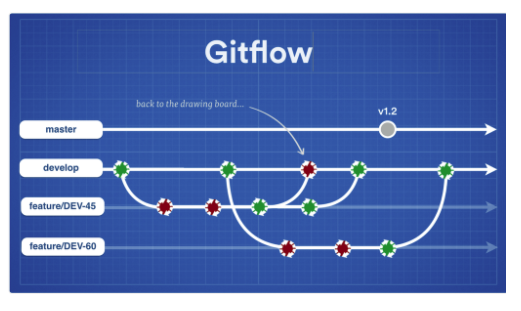 Gitflow
back to the drawing board...
v1.2
master
develop
feature/DEV-45
feature/DEV-60